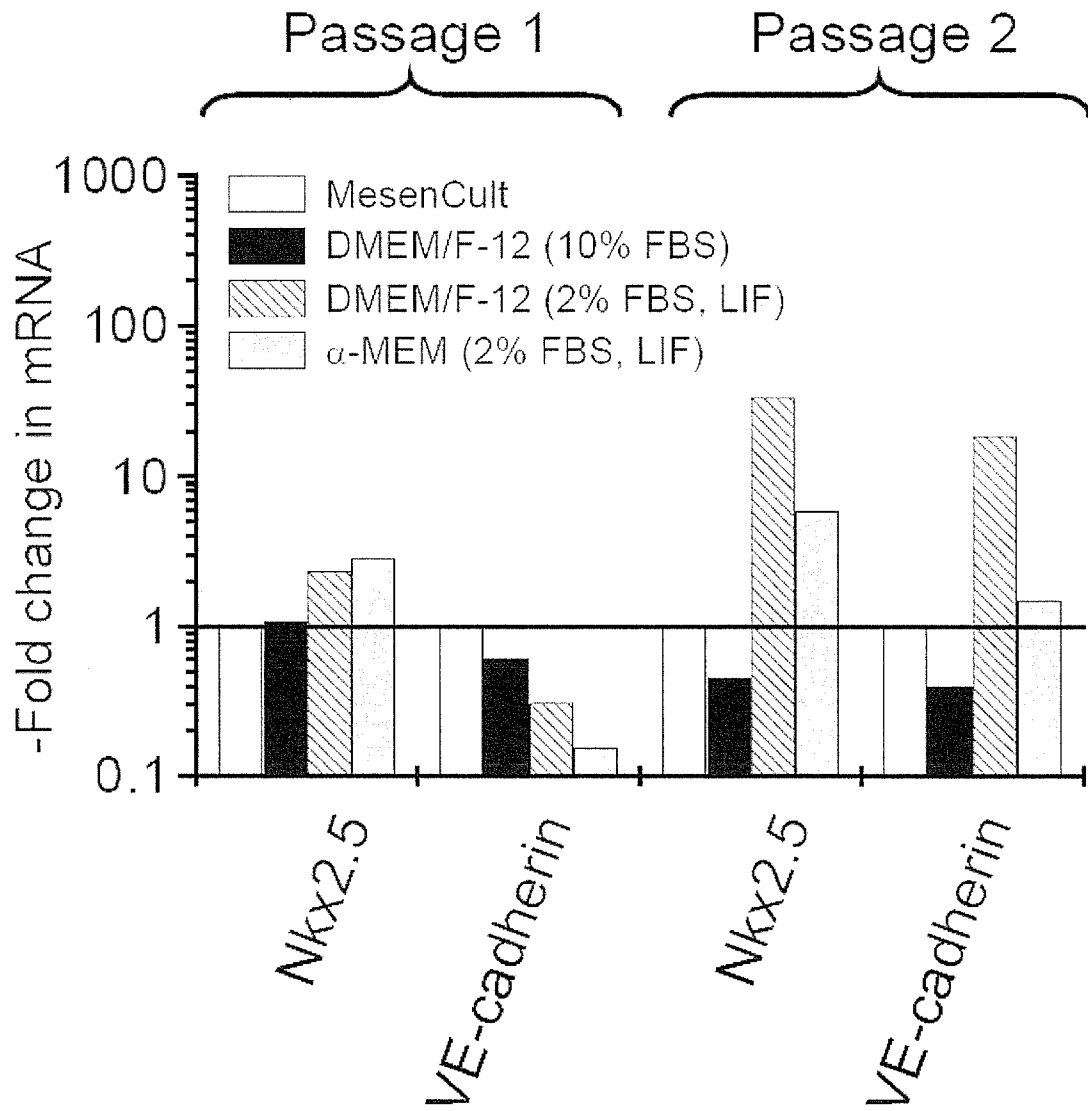 Passage 1
Passage 2
1000
100
10
1
0.1
-Fold change in mRNA
MesenCult
DMEM/F-12 (10% FBS)
DMEM/F-12 (2% FBS, LIF)
α-MEM (2% FBS, LIF)
Nkx2.5
VE-cadherin
Nkx2.5
VE-cadherin